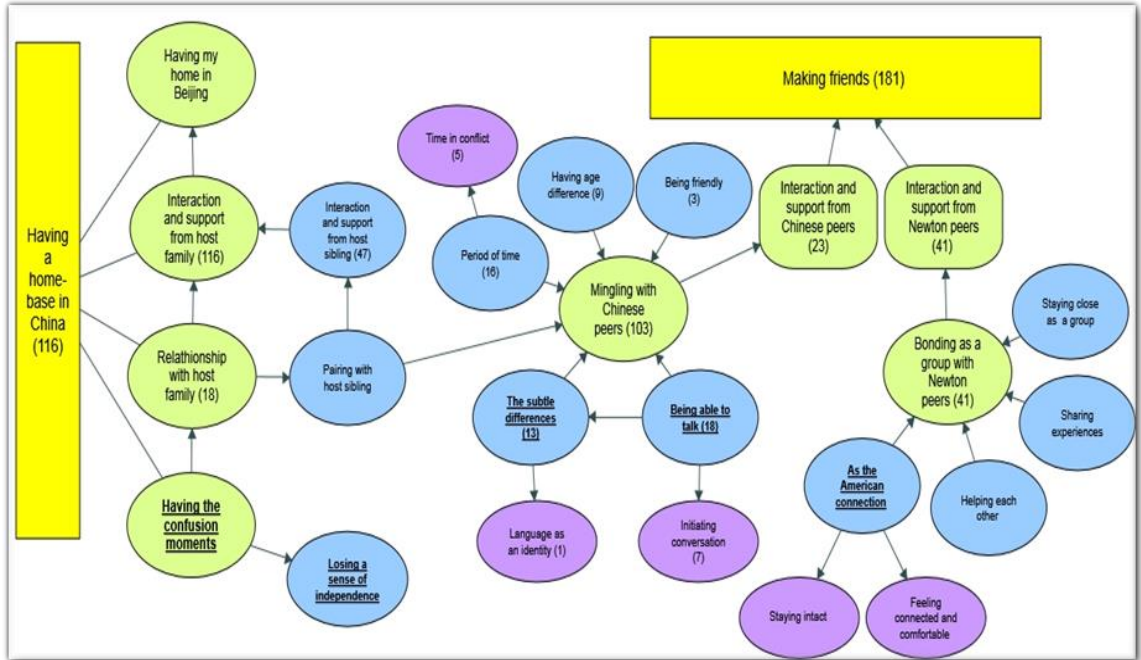 Having
a
home-
base in
China
(116)
Having my
home in
Beijing
Interaction
and support
from host
family (116)
Relathionship
with host
family (18)
Having the
confusion
moments
Interaction
and support
from host
sibling (47)
Pairing with
host sibling
Losing a
sense of
independence
Time in conflict
(5)
Having age
difference (9)
Being friendly
(3)
Period of time
(16)
Mingling with
Chinese
peers (103)
The subtle
differences
(13)
Being able to
talk (18)
Language as
an identity (1)
Initiating
conversation
(7)
Making friends (181)
Interaction and
support from
Chinese peers
(23)
Interaction and
support from
Newton peers
(41)
Bonding as a
group with
Newton
peers (41)
Staying close
as a group
Sharing
experiences
Helping each
other
As the
American
connection
Staying intact
Feeling
connected and
comfortable